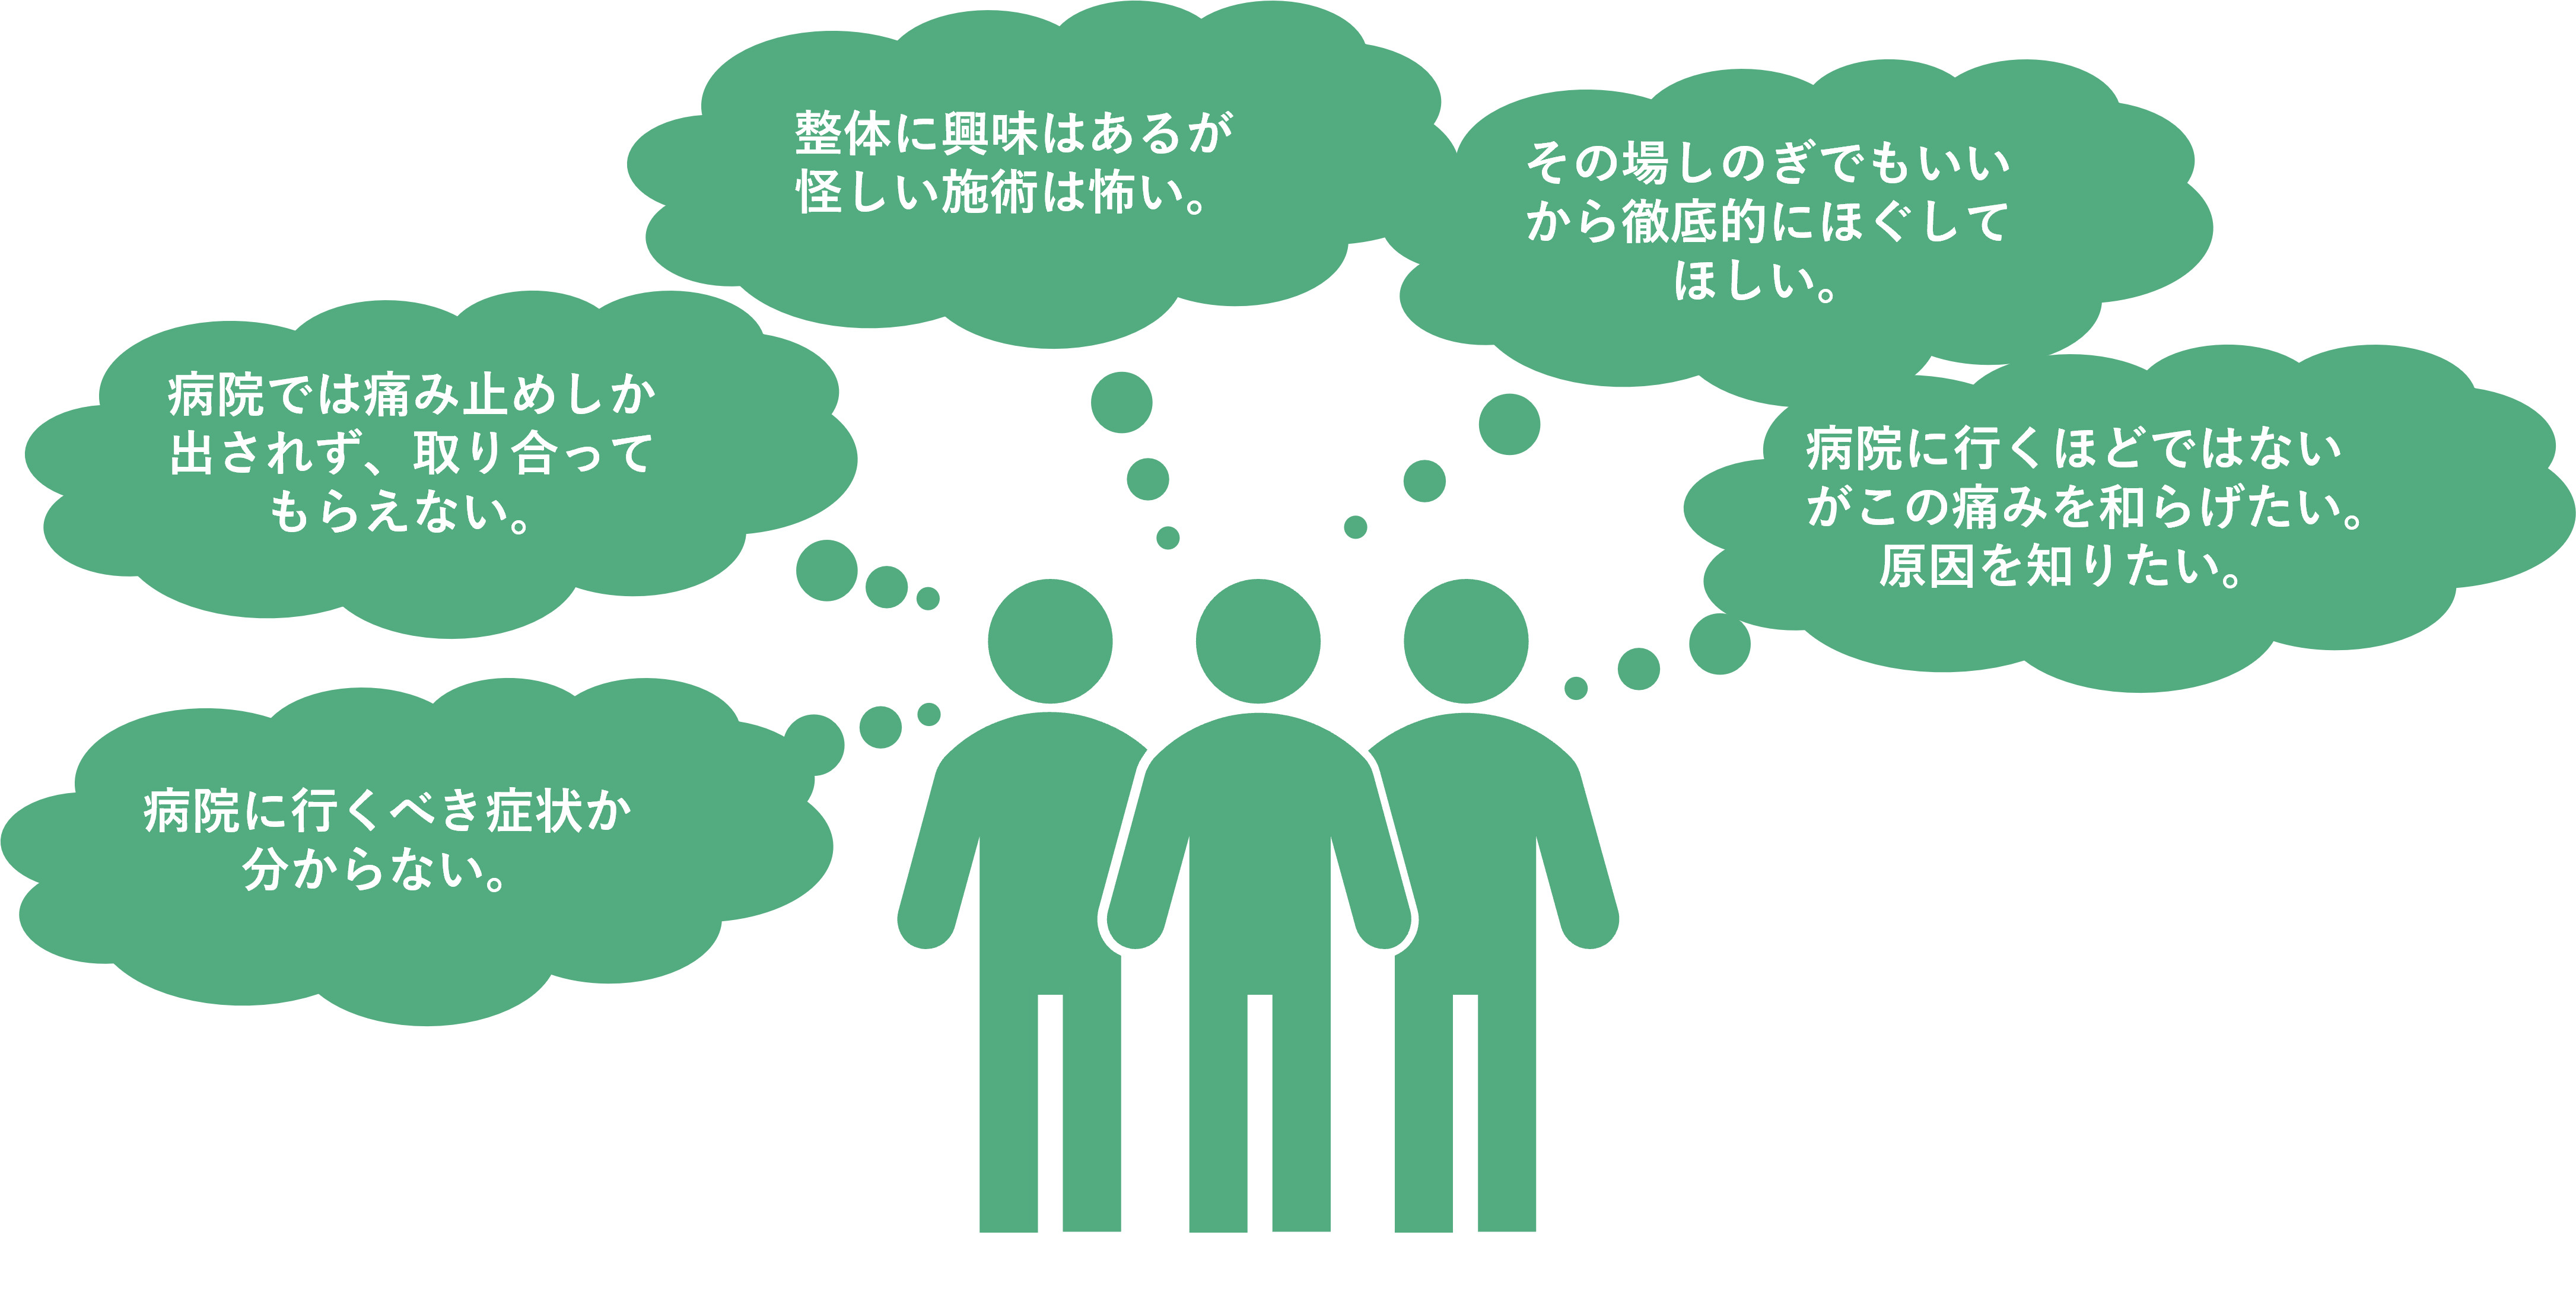 整体に興味はあるが
怪しい施術は怖い。
その場しのぎでもいい
から徹底的にほぐして
ほしい。
病院では痛み止めしか
出されず、取り合って
もらえない。
病院に行くほどではない
がこの痛みを和らげたい。
原因を知りたい。
病院に行くべき症状か
分からない。